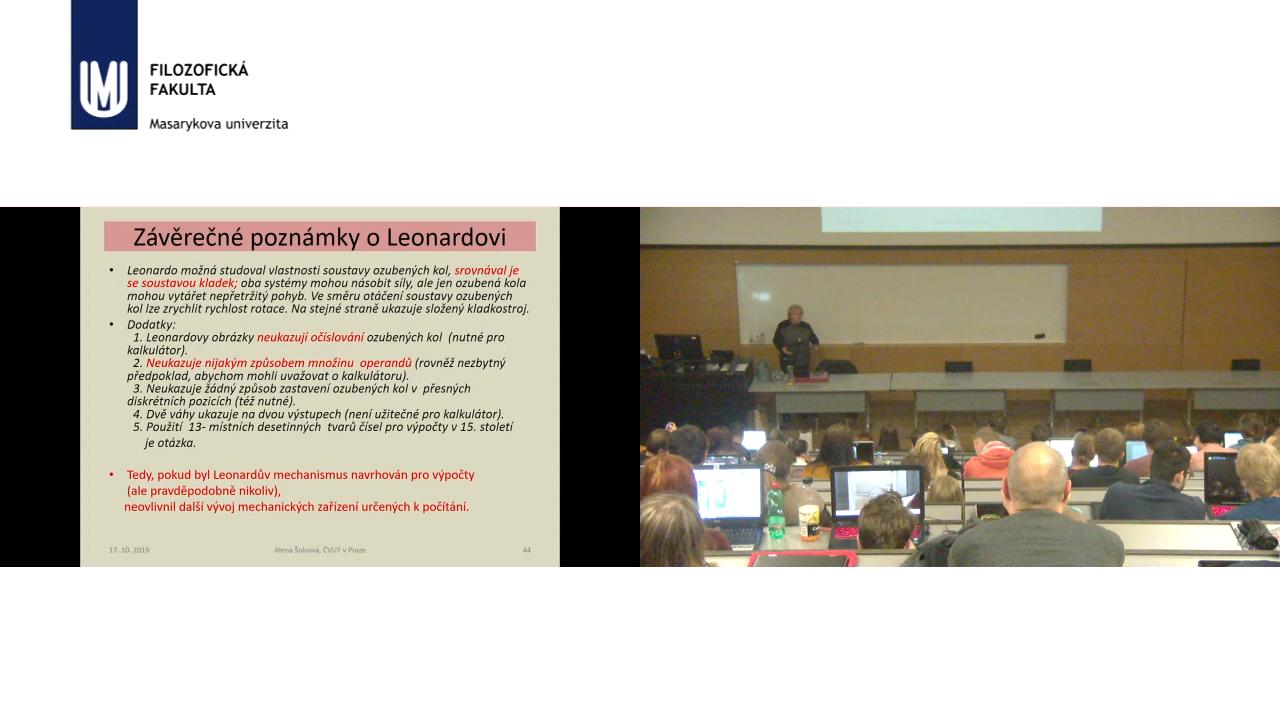 FILOZOFICKÁ
FAKULTA
Masarykova univerzita
Závěrečné poznámky o Leonardovi
• Leonardo možná studoval vlastnosti soustavy ozubených kol, srovnával je
se soustavou kladek; oba systémy mohou násobit síly, ale jen ozubená kola
mohou vytářet nepřetržitý pohyb. Ve směru otáčení soustavy ozubených
kol lze zrychlit rychlost rotace. Na stejné straně ukazuje složený kladkostroj.
• Dodatky:
1. Leonardovy obrázky neukazují očíslování ozubených kol (nutné pro
kalkulátor).
2. Neukazuje nijakým způsobem množinu operandů (rovněž nezbytný
předpoklad, abychom mohli uvažovat o kalkulátoru).
3. Neukazuje žádný způsob zastavení ozubených kol v přesných
diskrétních pozicích (též nutné).
4. Dvě váhy ukazuje na dvou výstupech (není užitečné pro kalkulátor).
5. Použití 13- místních desetinných tvarů čísel pro výpočty v 15. století
je otázka.
• Tedy, pokud byl Leonardův mechanismus navrhován pro výpočty
(ale pravděpodobně nikoliv),
neovlivnil další vývoj mechanických zařízení určených k počítání.
17. 10. 2019 Alena Šolcová, ČVUT v Praze 44